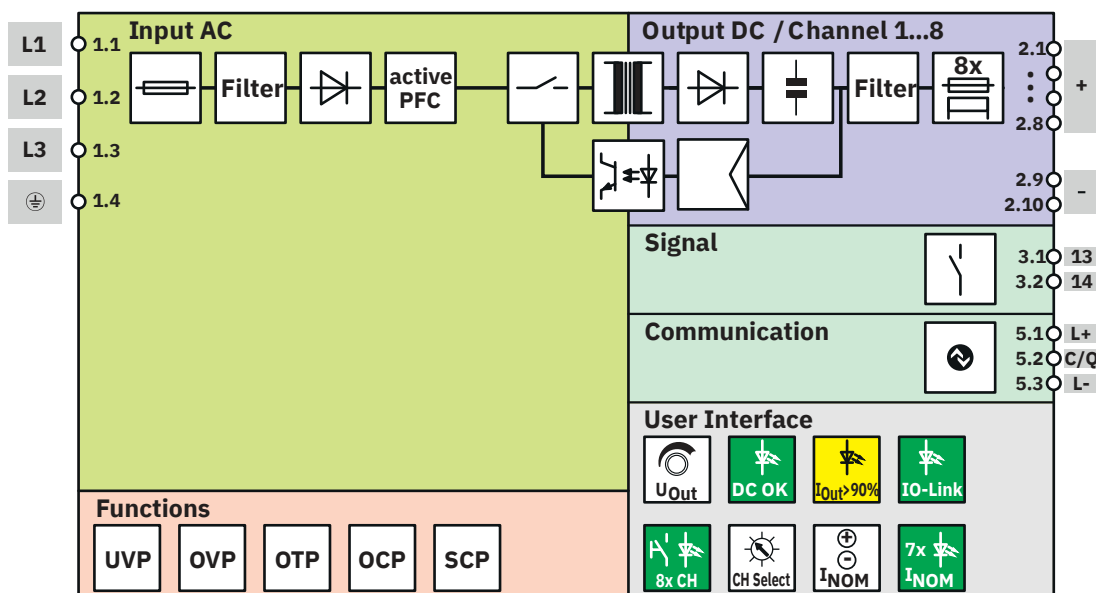 Input AC
Output DC / Channel 1...8
L1
1.1
L2
1.2
L3
1.3
1.4
Filter
active
PFC
Filter
8x
2.1
2.8
+
2.9
2.10
-
Signal
3.1
13
3.2
14
Communication
5.1
L+
5.2
C/Q
5.3
L-
User Interface
UOut
DC OK
IOut>90%
IO-Link
8x CH
CH Select
INOM
7x
INOM
Functions
UVP
OVP
OTP
OCP
SCP